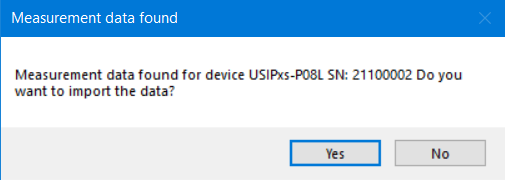 Measurement data found
Measurement data found for device USIPxs-P08L SN: 21100002 Do you
want to import the data?
Yes
No